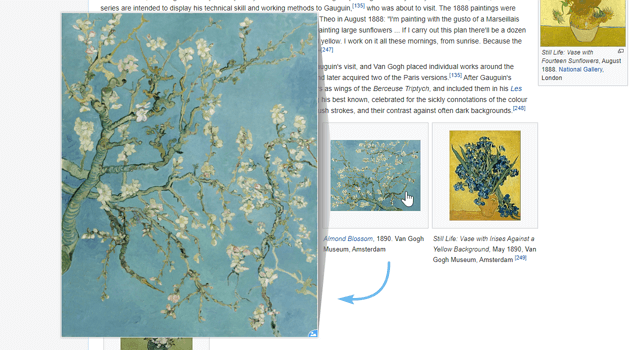 series are intended to display his technical skill and working methods to Gauguin,[135] who was about to visit. The 1888 paintings were
Theo in August 1888: "I'm painting with the gusto of a Marseillais
ainting large sunflowers ... If I carry out this plan there'll be a dozen
yellow. I work on it all these mornings, from sunrise. Because the
[247]
uguin's visit, and Van Gogh placed individual works around the
d later acquired two of the Paris versions.[135] After Gauguin's
s as wings of the Berceuse Triptych, and included them in his Les
his best known, celebrated for the sickly connotations of the colour
sh strokes, and their contrast against often dark backgrounds.[248]
Still Life: Vase with
Fourteen Sunflowers, August
1888. National Gallery,
London
Almond Blossom, 1890. Van Gogh
Museum, Amsterdam
Still Life: Vase with Irises Against a
Yellow Background, May 1890, Van
Gogh Museum, Amsterdam [249]